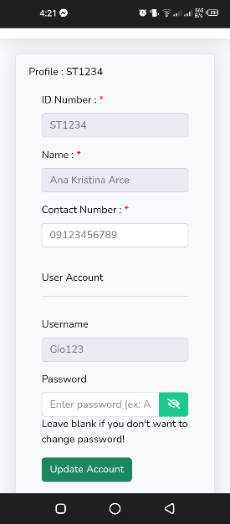 4:21
Profile : ST1234
ID Number : *
ST1234
Name : *
Ana Kristina Arce
Contact Number : *
09123456789
User Account
Username
Gio123
Password
Enter password (ex: A
Leave blank if you don't want to
change password!
Update Account